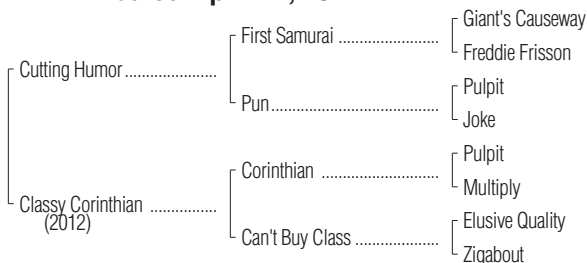 First Samurai
Giant's Causeway
Freddie Frisson
Cutting Humor
Pun
Pulpit
Joke
Classy Corinthian
(2012)
Corinthian
Pulpit
Multiply
Can't Buy Class
Elusive Quality
Zigabout